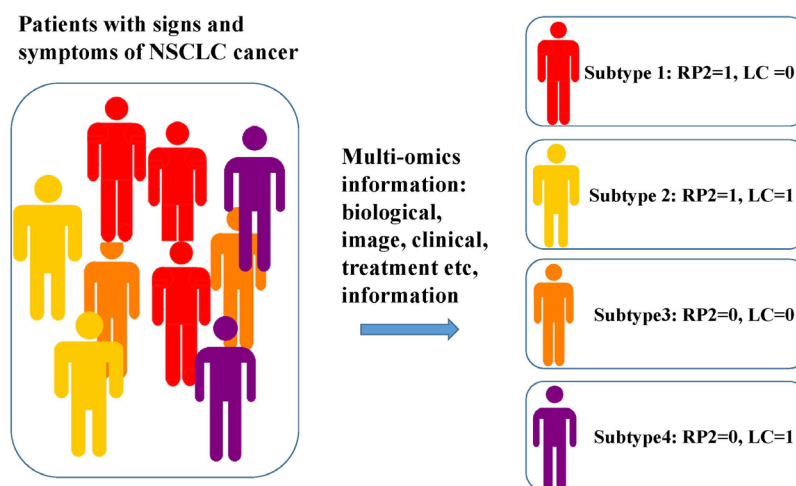 Patients with signs and
symptoms of NSCLC cancer
Multi-omics
information:
biological,
image, clinical,
treatment etc,
information
Subtype 1: RP2=1, LC =0
Subtype 2: RP2=1, LC=1
Subtype3: RP2=0, LC=0
Subtype4: RP2=0, LC=1